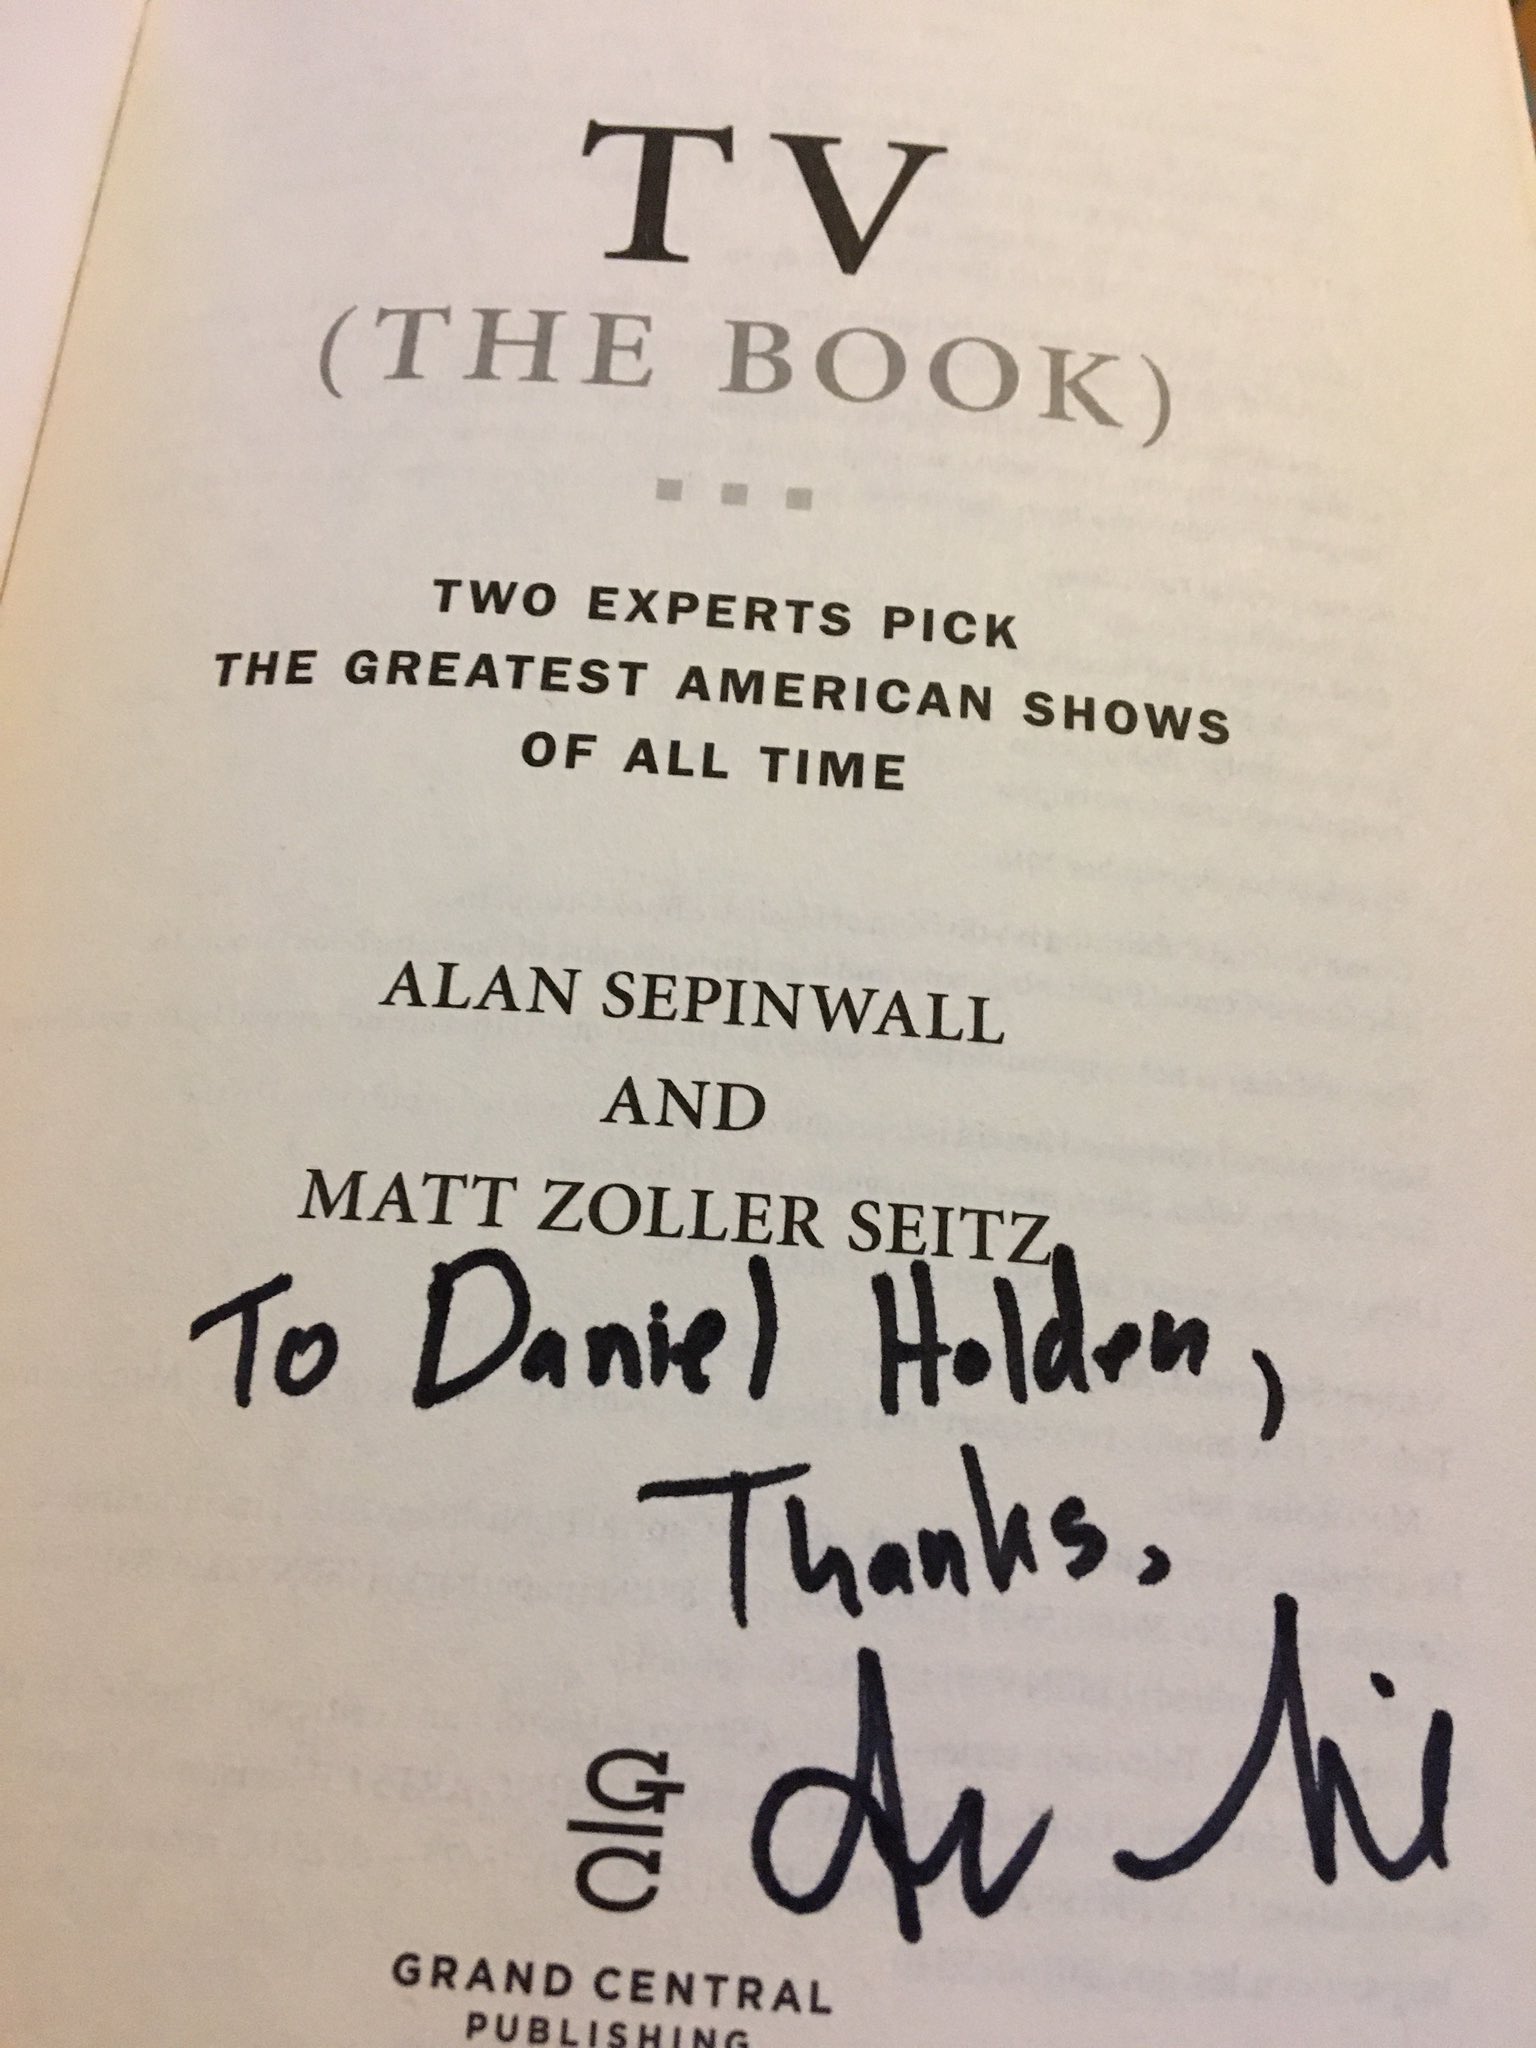 TV
(THE BOOK)
TWO EXPERTS PICK
THE GREATEST AMERICAN SHOWS
OF ALL TIME
ALAN SEPINWALL
AND
MATT ZOLLER SEITZ
To Daniel Holden,
Thanks,
GRAND CENTRAL
PUBLISHING